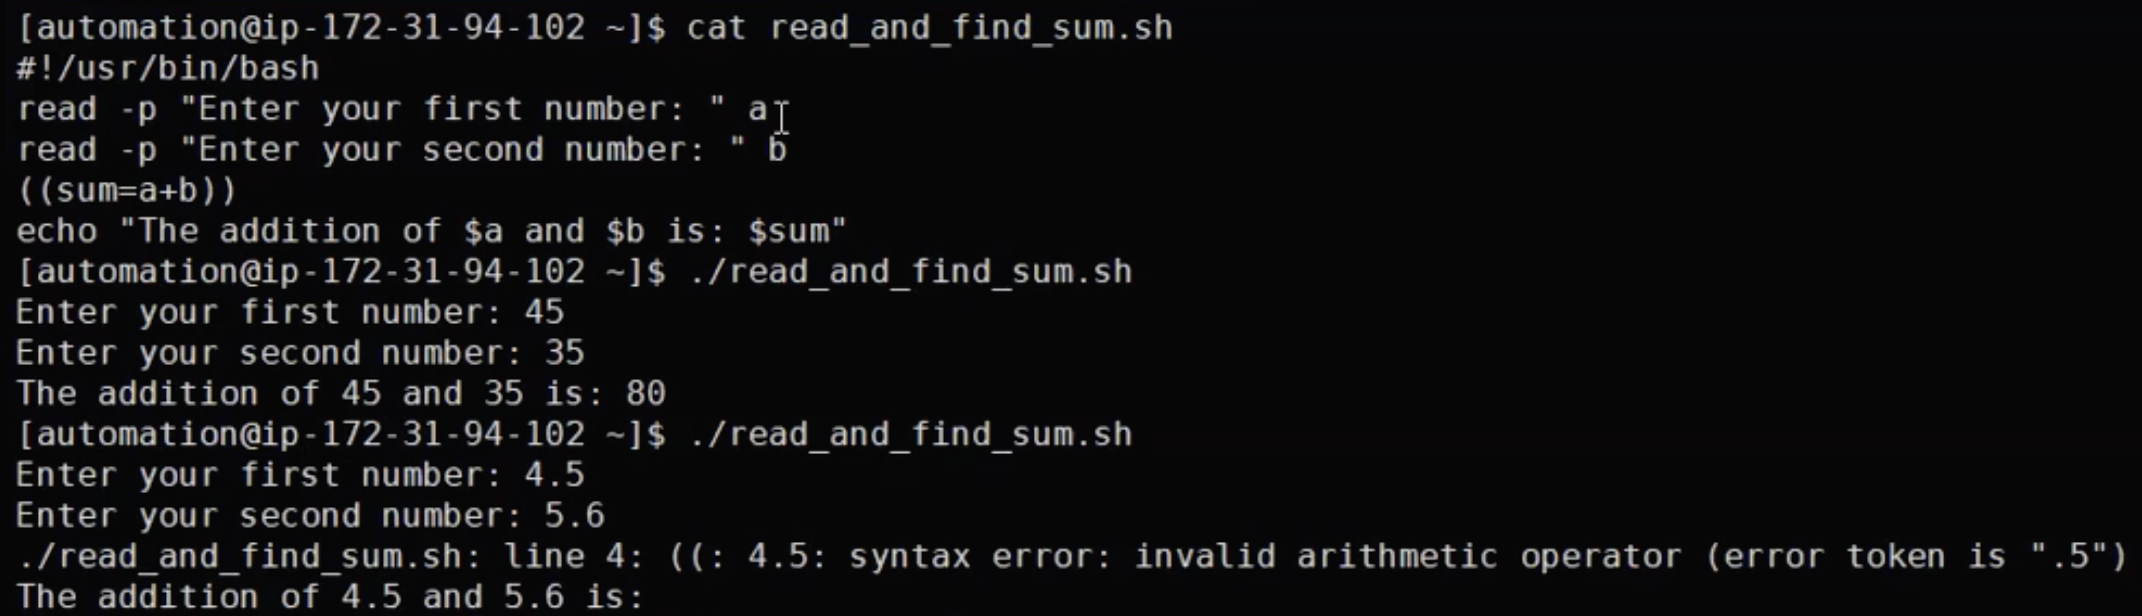 [automation@ip-172-31-94-102 ~]$ cat read_and_find_sum.sh
#!/usr/bin/bash
read -p "Enter your first number: " a
read -p "Enter your second number: " b
((sum=a+b))
echo "The addition of $a and $b is: $sum"
[automation@ip-172-31-94-102 ~]$ ./read_and_find_sum.sh
Enter your first number: 45
Enter your second number: 35
The addition of 45 and 35 is: 80
[automation@ip-172-31-94-102 ~]$ ./read_and_find_sum.sh
Enter your first number: 4.5
Enter your second number: 5.6
./read_and_find_sum.sh: line 4: ((: 4.5: syntax error: invalid arithmetic operator (error token is ".5")
The addition of 4.5 and 5.6 is: